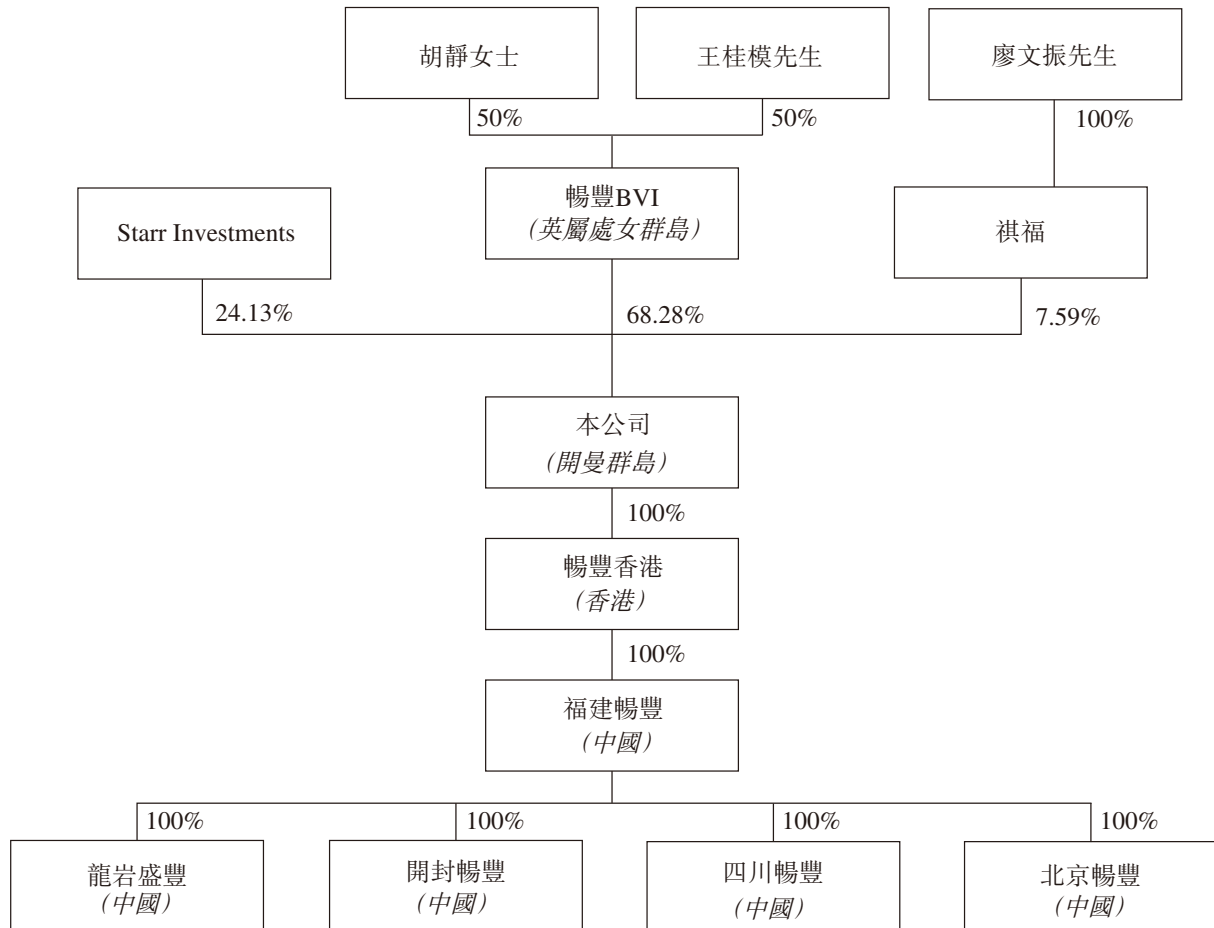 胡靜女士
王桂模先生
廖文振先生
50%
50%
100%
暢豐BVI
（英屬處女群島）
Starr Investments
祺福
24.13%
68.28%
7.59%
本公司
（開曼群島）
100%
暢豐香港
（香港）
100%
福建暢豐
（中國）
100%
100%
100%
100%
龍岩盛豐
（中國）
開封暢豐
（中國）
四川暢豐
（中國）
北京暢豐
（中國）